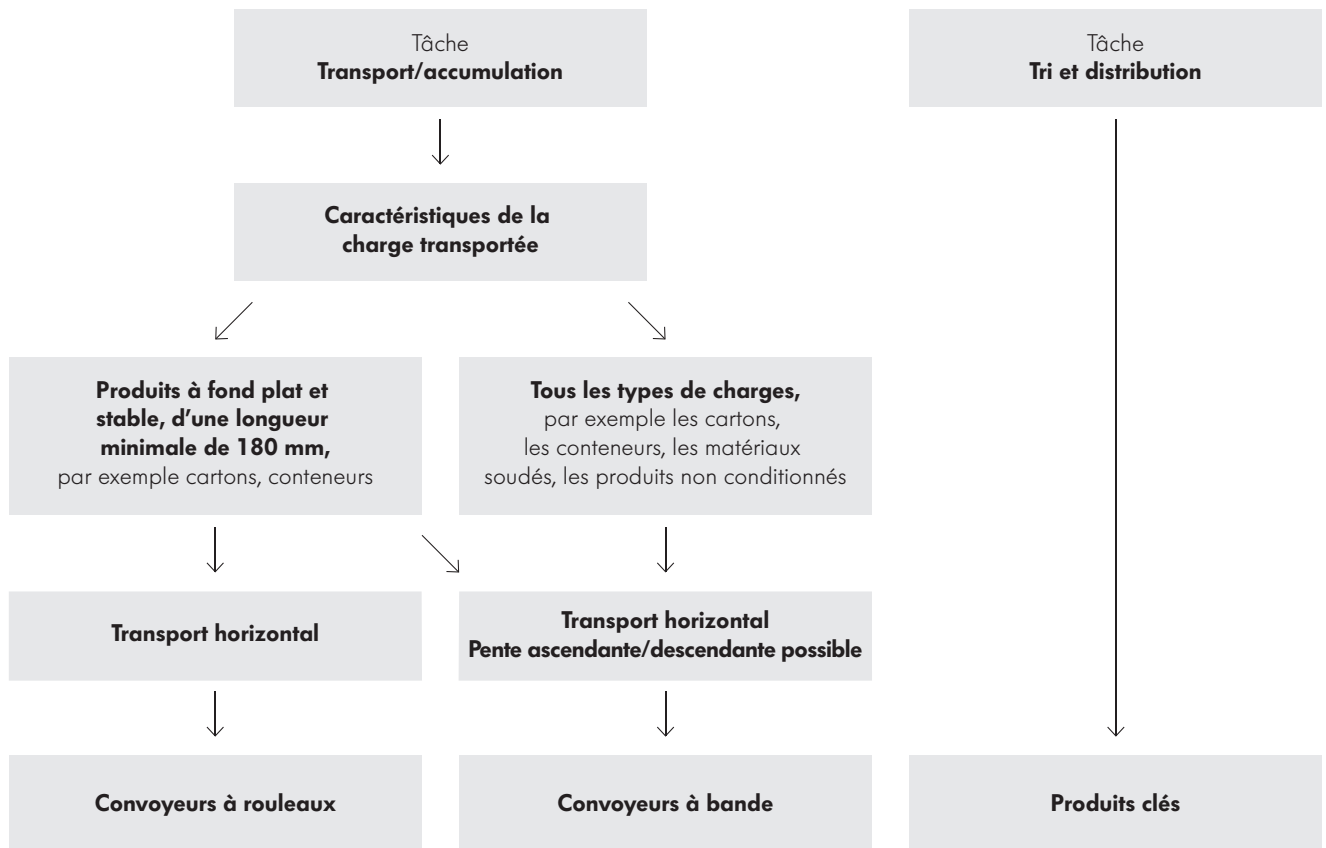 Tâche
Transport/accumulation
Tâche
Tri et distribution
Caractéristiques de la
charge transportée
Produits à fond plat et
stable, d’une longueur
minimale de 180 mm,
par exemple cartons, conteneurs
Tous les types de charges,
par exemple les cartons,
les conteneurs, les matériaux
soudés, les produits non conditionnés
Transport horizontal
Transport horizontal
Pente ascendante/descendante possible
Convoyeurs à rouleaux
Convoyeurs à bande
Produits clés